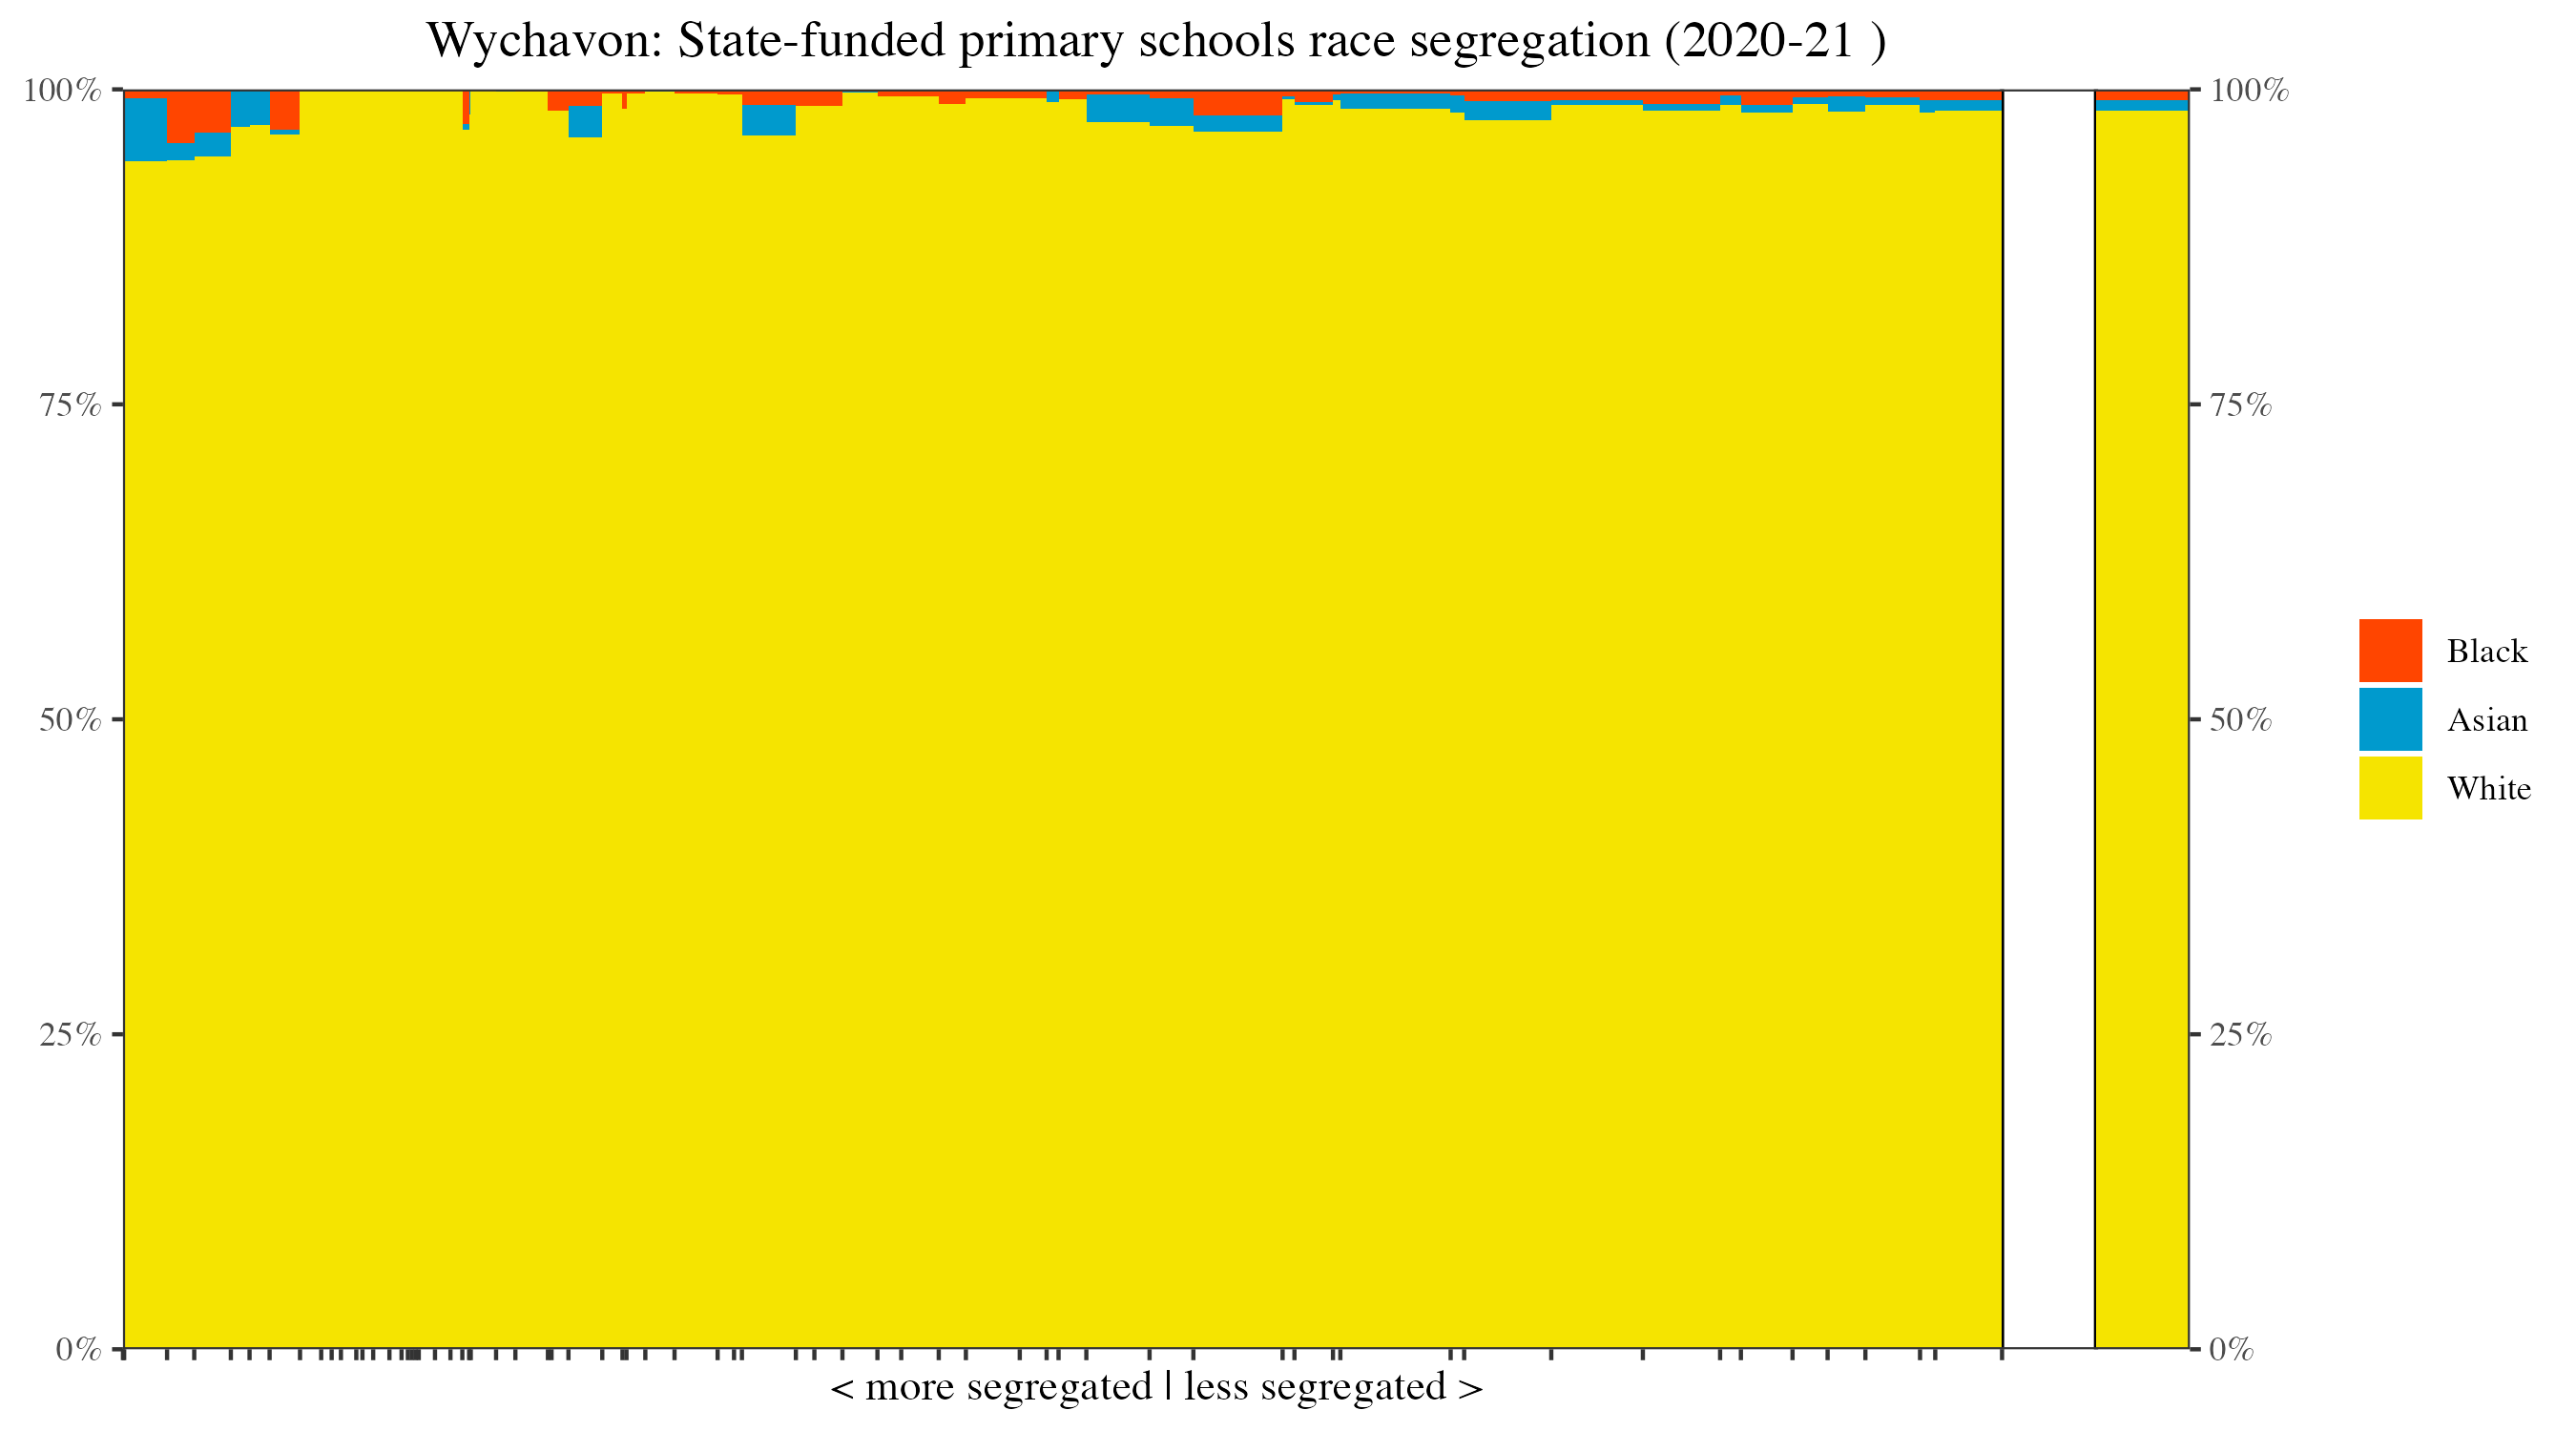 Wychavon: State-funded primary schools race segregation (2020-21 )
100%
75%
50%
25%
0%
100%
75%
50%
25%
0%
Black
Asian
White
< more segregated | less segregated >